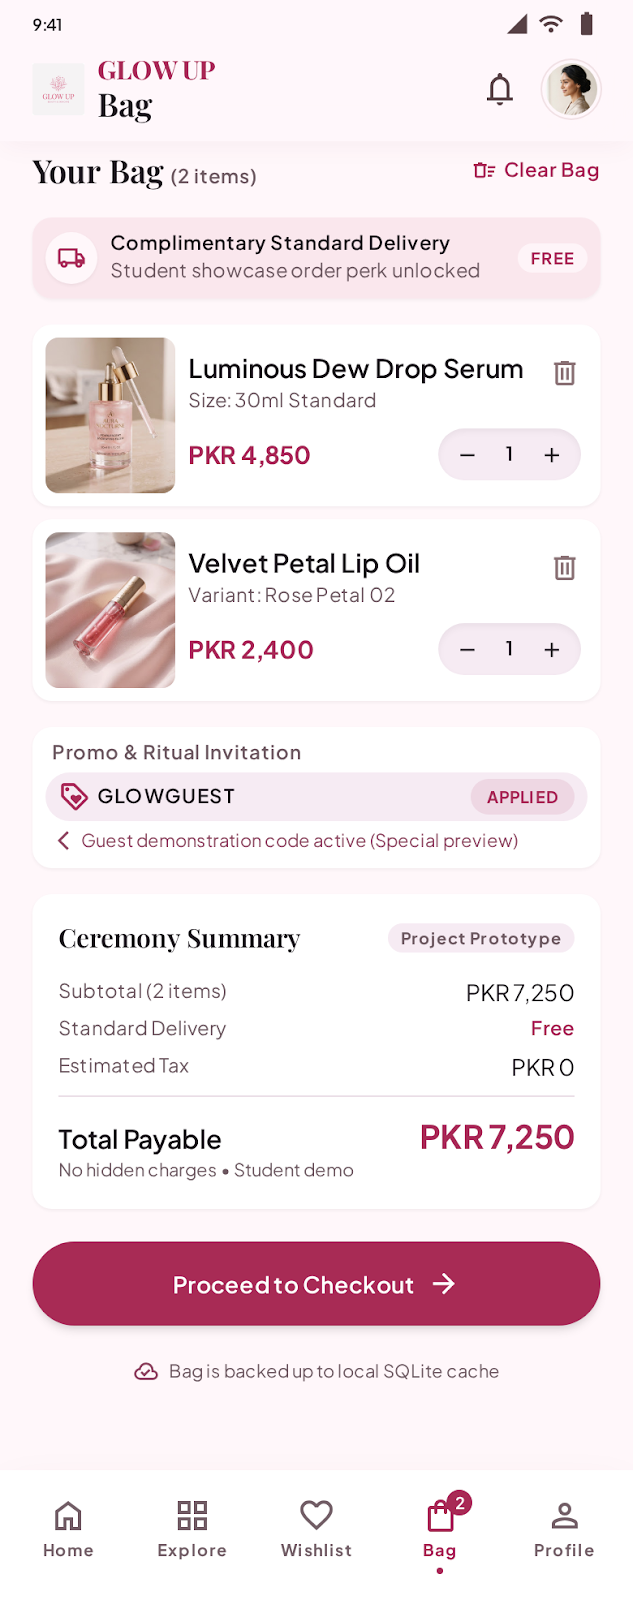 9:41
GLOW UP
GLOW UP
Bag
Your Bag (2 items)
Clear Bag
Complimentary Standard Delivery
Student showcase order perk unlocked
FREE
Luminous Dew Drop Serum
Size: 30ml Standard
PKR 4,850
− 1 +
Velvet Petal Lip Oil
Variant: Rose Petal 02
PKR 2,400
− 1 +
Promo & Ritual Invitation
GLOWGUEST
APPLIED
Guest demonstration code active (Special preview)
Ceremony Summary
Project Prototype
Subtotal (2 items)
PKR 7,250
Standard Delivery
Free
Estimated Tax
PKR 0
Total Payable
PKR 7,250
No hidden charges • Student demo
Proceed to Checkout
Bag is backed up to local SQLite cache
2
Home
Explore
Wishlist
Bag
Profile